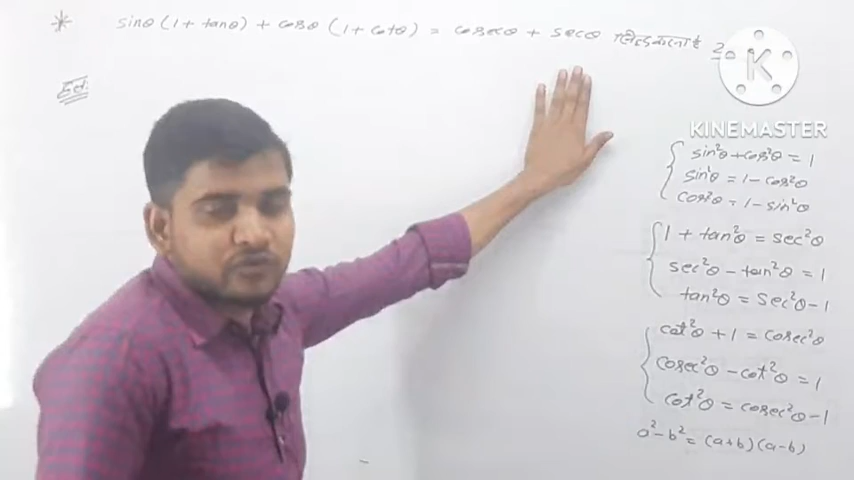 * sinθ (1 + tanθ) + cosθ (1 + cotθ) = cosecθ + secθ सिद्ध करना है 2
हल:
K
KINEMASTER
sin²θ + cos²θ = 1
sin²θ = 1 - cos²θ
cos²θ = 1 - sin²θ
1 + tan²θ = sec²θ
sec²θ - tan²θ = 1
tan²θ = sec²θ - 1
cot²θ + 1 = cosec²θ
cosec²θ - cot²θ = 1
cot²θ = cosec²θ - 1
a² - b² = (a+b) (a-b)